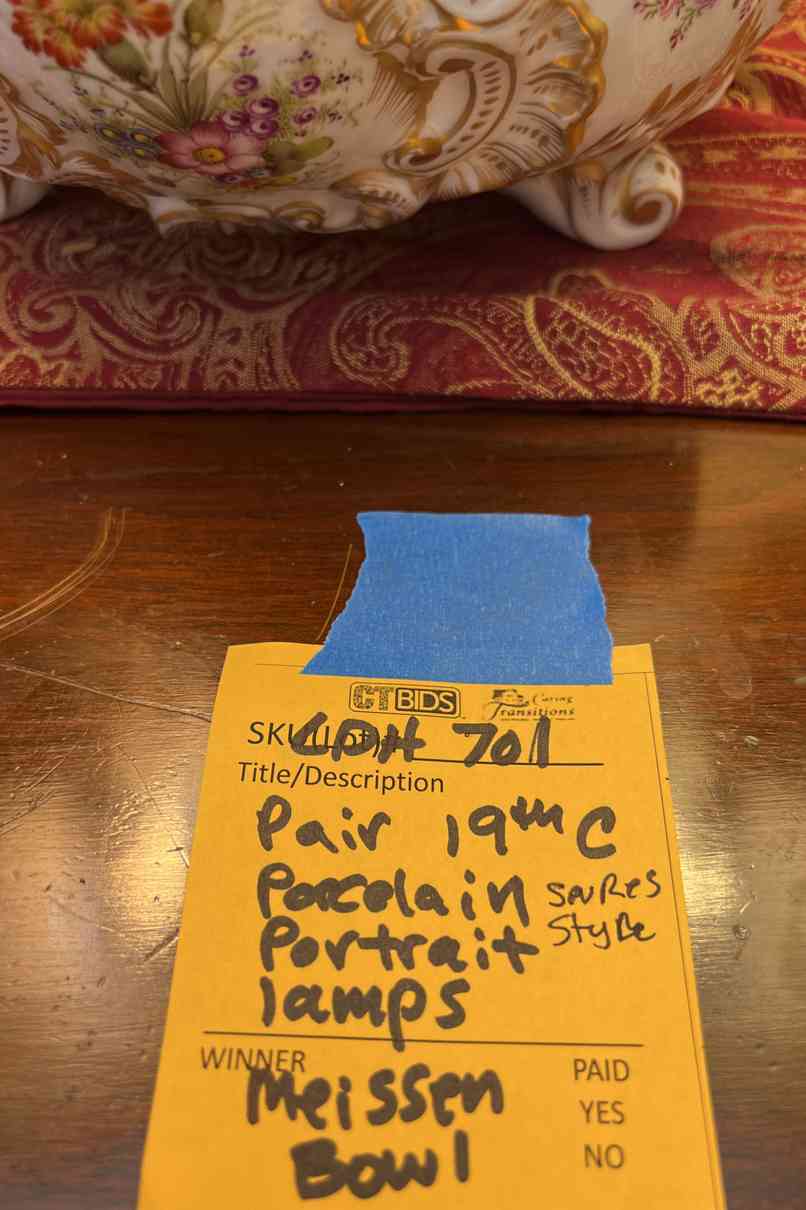 CTBIDS Caring Transitions
SKU(Lot)# GDH 701
Title/Description
Pair 19th C
Porcelain SevRes
Portrait Style
lamps
WINNER PAID
Meissen YES
Bowl NO